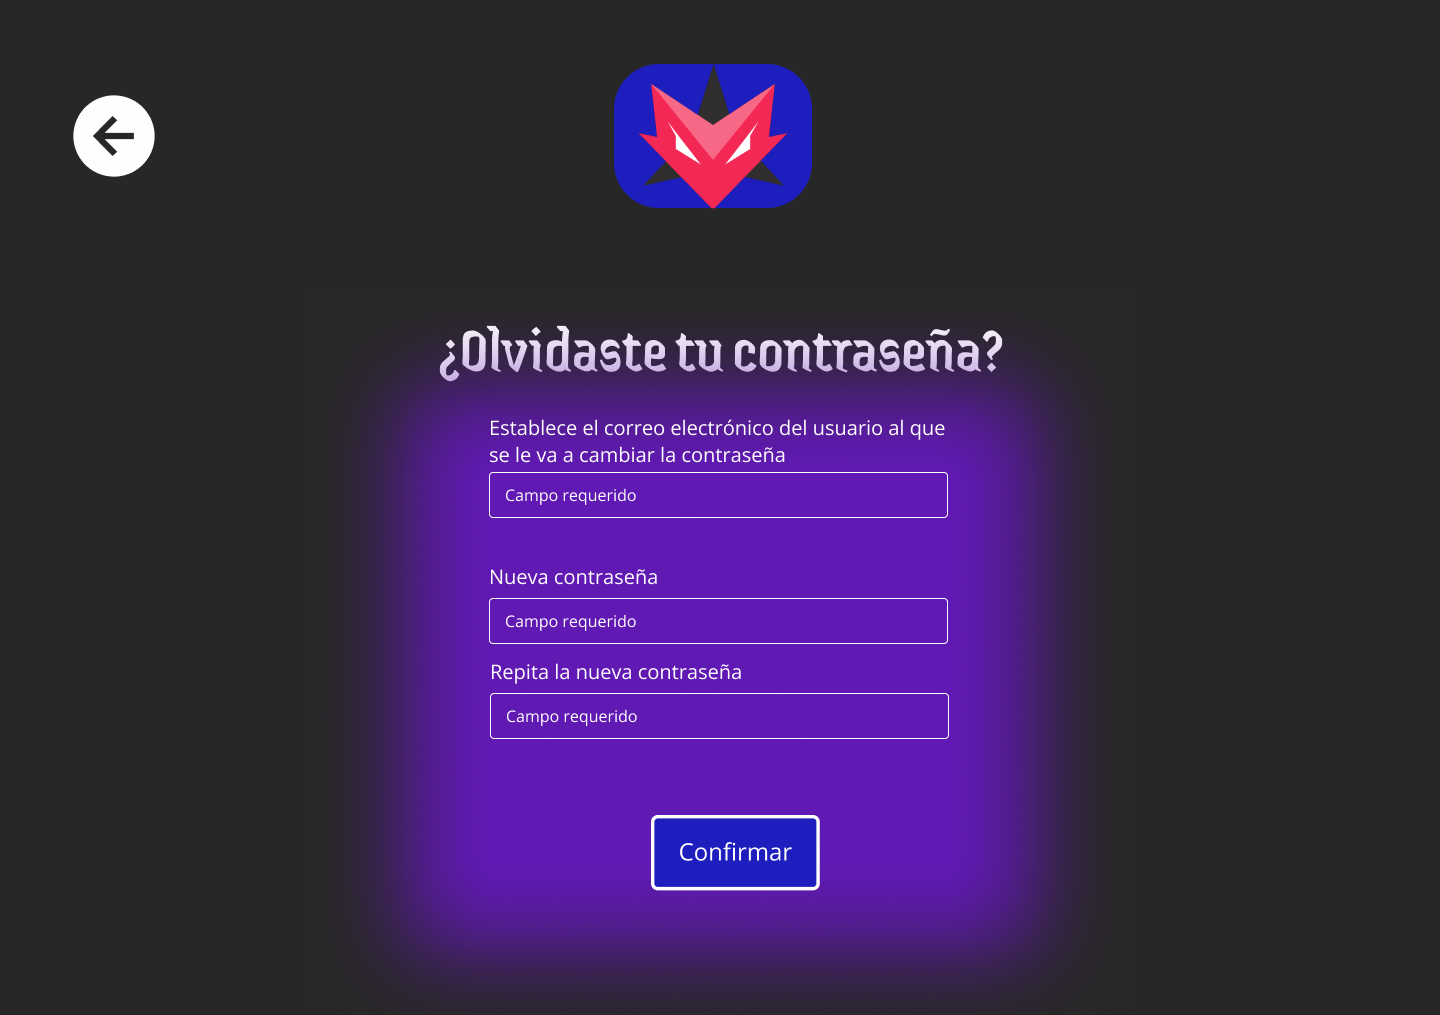 ¿Olvidaste tu contraseña?
Establece el correo electrónico del usuario al que
se le va a cambiar la contraseña
Campo requerido
Nueva contraseña
Campo requerido
Repita la nueva contraseña
Campo requerido
Confirmar